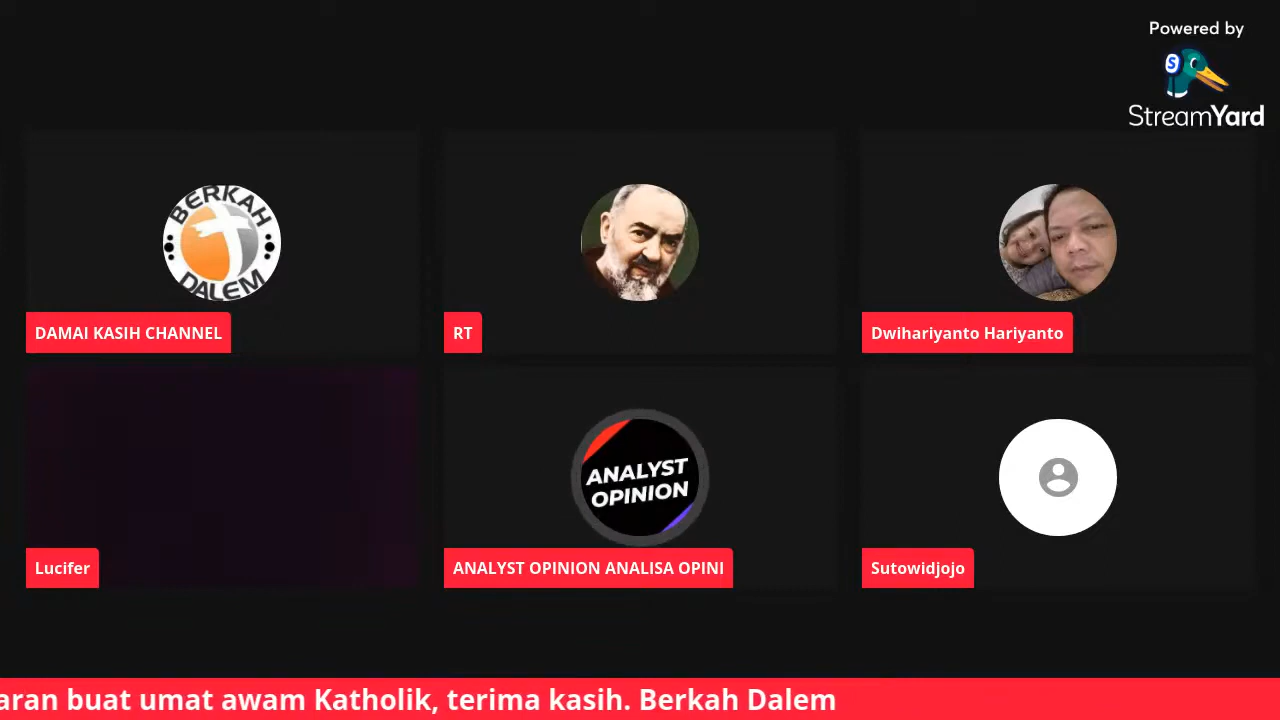 Powered by
S
StreamYard
BERKAH
DALEM
DAMAI KASIH CHANNEL
RT
Dwihariyanto Hariyanto
Lucifer
ANALYST
OPINION
ANALYST OPINION ANALISA OPINI
Sutowidjojo
aran buat umat awam Katholik, terima kasih. Berkah Dalem